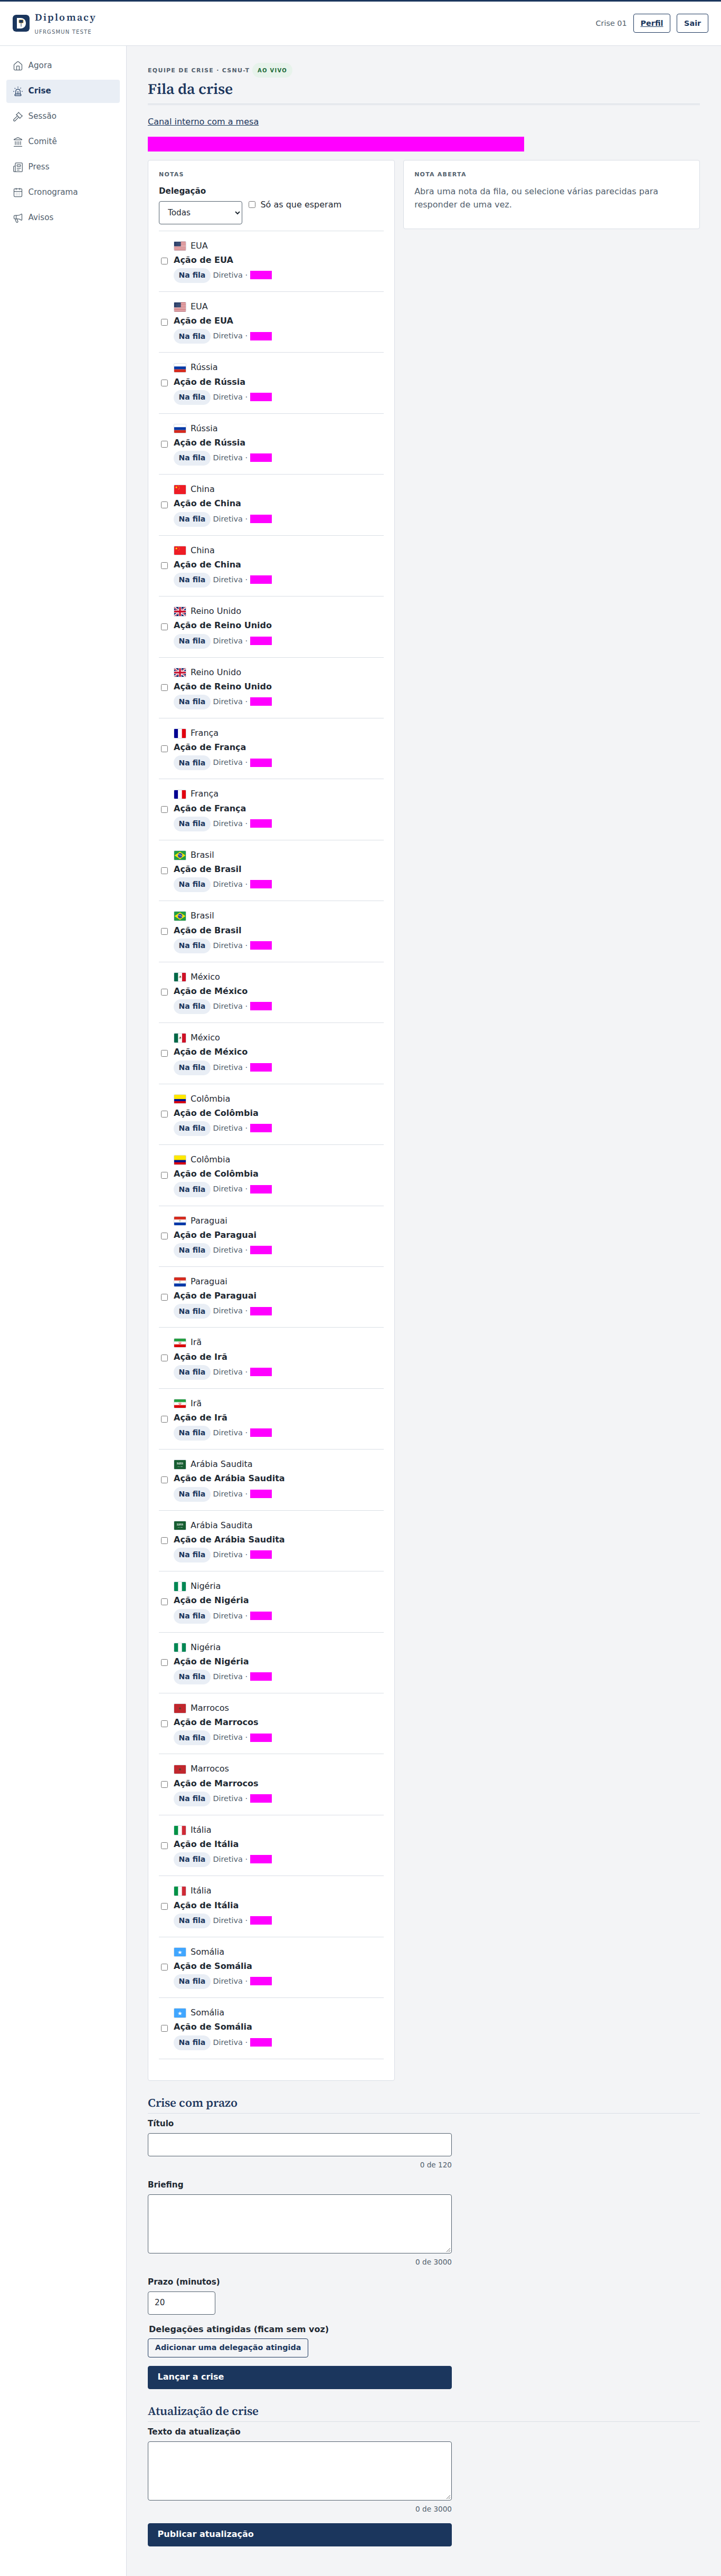 Diplomacy
UFRGSMUN TESTE
Crise 01 Perfil Sair
Agora
Crise
Sessão
Comitê
Press
Cronograma
Avisos
EQUIPE DE CRISE · CSNU-T AO VIVO
Fila da crise
Canal interno com a mesa
NOTAS
Delegação
Todas Só as que esperam
EUA
Ação de EUA
Na fila Diretiva ·
EUA
Ação de EUA
Na fila Diretiva ·
Rússia
Ação de Rússia
Na fila Diretiva ·
Rússia
Ação de Rússia
Na fila Diretiva ·
China
Ação de China
Na fila Diretiva ·
China
Ação de China
Na fila Diretiva ·
Reino Unido
Ação de Reino Unido
Na fila Diretiva ·
Reino Unido
Ação de Reino Unido
Na fila Diretiva ·
França
Ação de França
Na fila Diretiva ·
França
Ação de França
Na fila Diretiva ·
Brasil
Ação de Brasil
Na fila Diretiva ·
Brasil
Ação de Brasil
Na fila Diretiva ·
México
Ação de México
Na fila Diretiva ·
México
Ação de México
Na fila Diretiva ·
Colômbia
Ação de Colômbia
Na fila Diretiva ·
Colômbia
Ação de Colômbia
Na fila Diretiva ·
Paraguai
Ação de Paraguai
Na fila Diretiva ·
Paraguai
Ação de Paraguai
Na fila Diretiva ·
Irã
Ação de Irã
Na fila Diretiva ·
Irã
Ação de Irã
Na fila Diretiva ·
Arábia Saudita
Ação de Arábia Saudita
Na fila Diretiva ·
Arábia Saudita
Ação de Arábia Saudita
Na fila Diretiva ·
Nigéria
Ação de Nigéria
Na fila Diretiva ·
Nigéria
Ação de Nigéria
Na fila Diretiva ·
Marrocos
Ação de Marrocos
Na fila Diretiva ·
Marrocos
Ação de Marrocos
Na fila Diretiva ·
Itália
Ação de Itália
Na fila Diretiva ·
Itália
Ação de Itália
Na fila Diretiva ·
Somália
Ação de Somália
Na fila Diretiva ·
Somália
Ação de Somália
Na fila Diretiva ·
NOTA ABERTA
Abra uma nota da fila, ou selecione várias parecidas para
responder de uma vez.
Crise com prazo
Título
0 de 120
Briefing
0 de 3000
Prazo (minutos)
20
Delegações atingidas (ficam sem voz)
Adicionar uma delegação atingida
Lançar a crise
Atualização de crise
Texto da atualização
0 de 3000
Publicar atualização